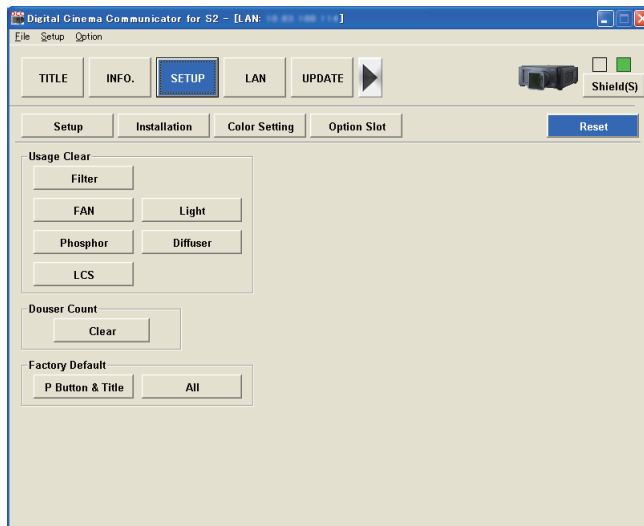 Digital Cinema Communicator for S2 - [LAN: ]
File Setup Option
TITLE INFO. SETUP LAN UPDATE
Shield(S)
Setup Installation Color Setting Option Slot Reset
Usage Clear
Filter
FAN Light
Phosphor Diffuser
LCS
Douser Count
Clear
Factory Default
P Button & Title All